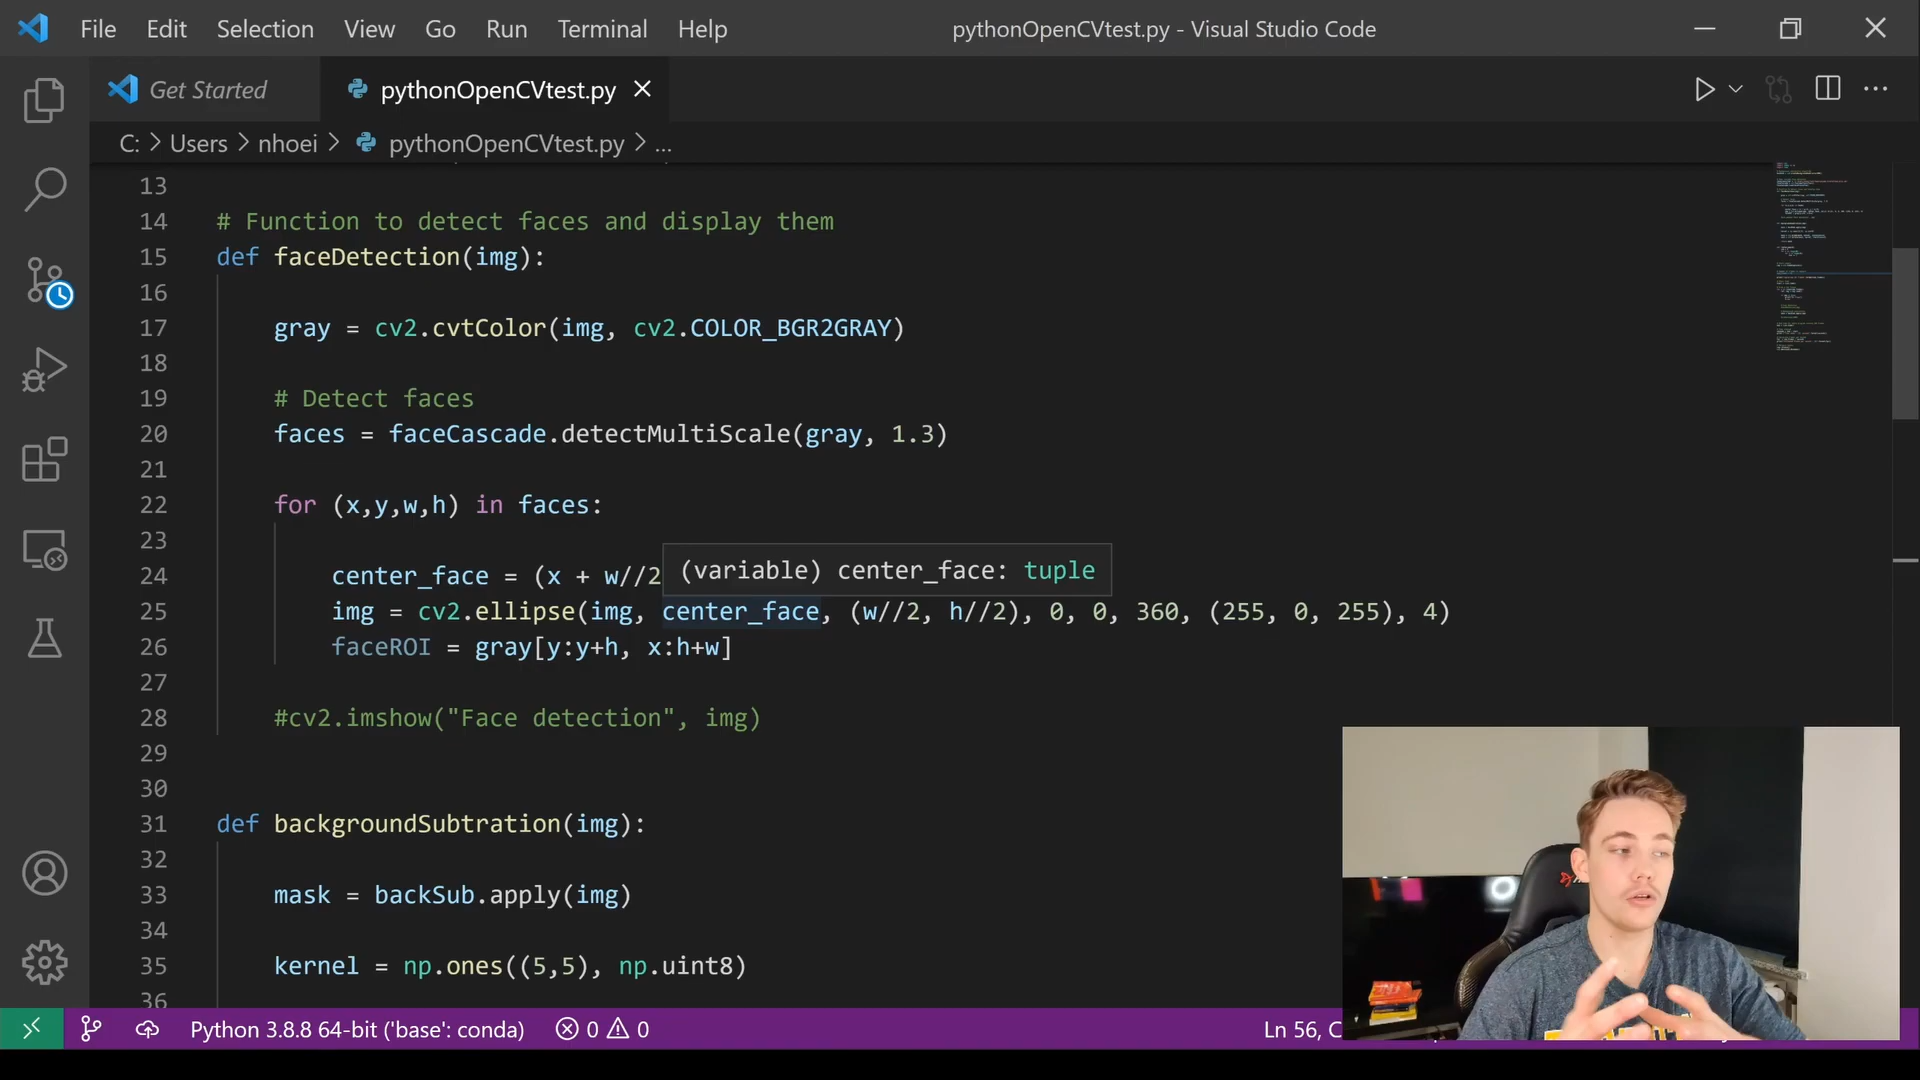 File Edit Selection View Go Run Terminal Help pythonOpenCVtest.py - Visual Studio Code
Get Started pythonOpenCVtest.py
C: > Users > nhoei > pythonOpenCVtest.py > ...
13
14 # Function to detect faces and display them
15 def faceDetection(img):
16
17 gray = cv2.cvtColor(img, cv2.COLOR_BGR2GRAY)
18
19 # Detect faces
20 faces = faceCascade.detectMultiScale(gray, 1.3)
21
22 for (x,y,w,h) in faces:
23
(variable) center_face: tuple
24 center_face = (x + w//2
25 img = cv2.ellipse(img, center_face, (w//2, h//2), 0, 0, 360, (255, 0, 255), 4)
26 faceROI = gray[y:y+h, x:h+w]
27
28 #cv2.imshow("Face detection", img)
29
30
31 def backgroundSubtration(img):
32
33 mask = backSub.apply(img)
34
35 kernel = np.ones((5,5), np.uint8)
36
Python 3.8.8 64-bit ('base': conda) 0 0 Ln 56, C